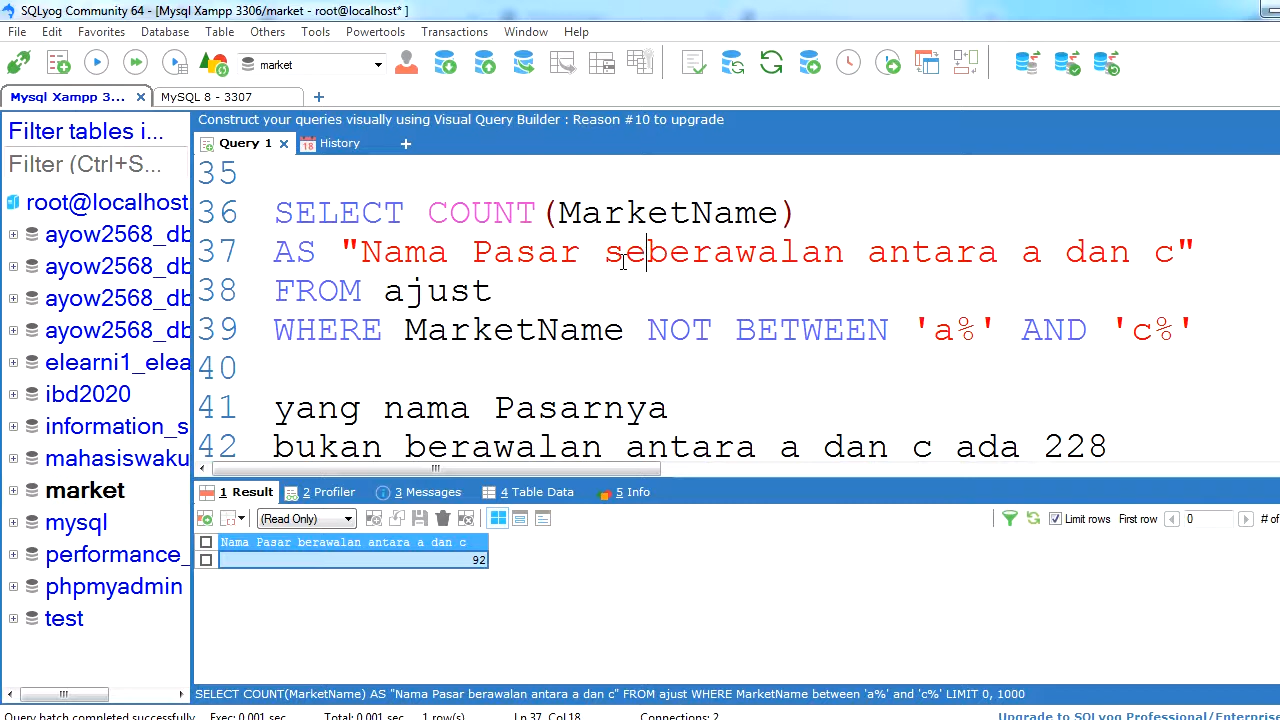 SQLyog Community 64 - [Mysql Xampp 3306/market - root@localhost* ]
File Edit Favorites Database Table Others Tools Powertools Transactions Window Help
market
Mysql Xampp 3... MySQL 8 - 3307
Filter tables i...
Filter (Ctrl+S...
root@localhost
ayow2568_db
ayow2568_db
ayow2568_db
ayow2568_db
elearni1_elea
ibd2020
information_s
mahasiswaku
market
mysql
performance_
phpmyadmin
test
Construct your queries visually using Visual Query Builder : Reason #10 to upgrade
Query 1 History
35
36 SELECT COUNT(MarketName)
37 AS "Nama Pasar seberawalan antara a dan c"
38 FROM ajust
39 WHERE MarketName NOT BETWEEN 'a%' AND 'c%'
40
41 yang nama Pasarnya
42 bukan berawalan antara a dan c ada 228
1 Result 2 Profiler 3 Messages 4 Table Data 5 Info
(Read Only) Limit rows First row 0 # of
Nama Pasar berawalan antara a dan c
92
SELECT COUNT(MarketName) AS "Nama Pasar berawalan antara a dan c" FROM ajust WHERE MarketName between 'a%' and 'c%' LIMIT 0, 1000
Query batch completed successfully Exec: 0.001 sec Total: 0.001 sec 1 row(s) Ln 37, Col 18 Connections: 2 Upgrade to SQLyog Professional/Enterprise